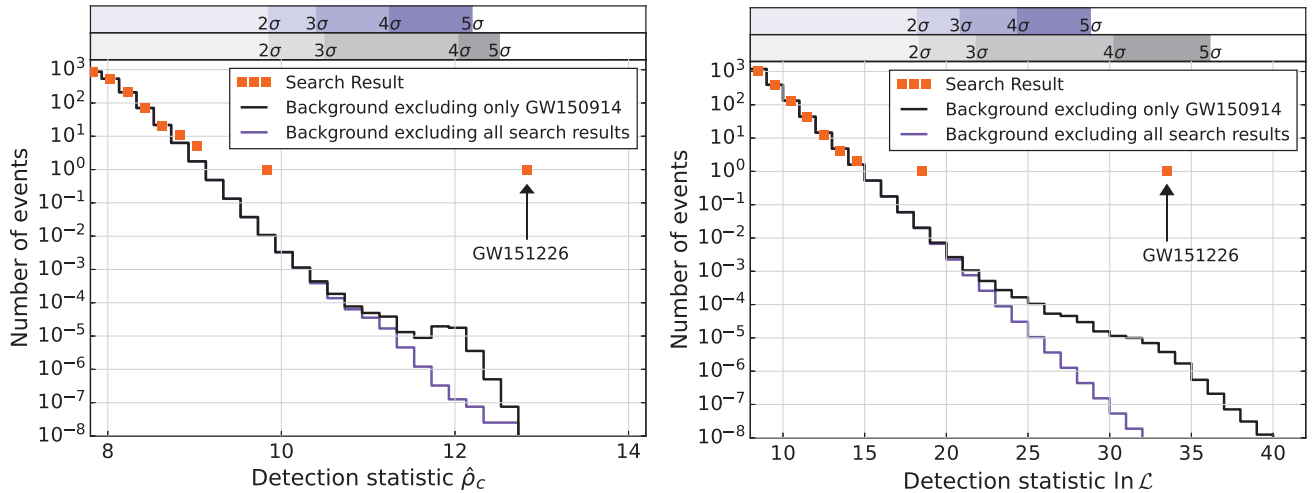 2σ 3σ 4σ 5σ
2σ 3σ 4σ 5σ
Search Result
Background excluding only GW150914
Background excluding all search results
GW151226
10³
10²
10¹
10⁰
10⁻¹
10⁻²
10⁻³
10⁻⁴
10⁻⁵
10⁻⁶
10⁻⁷
10⁻⁸
Number of events
8 10 12 14
Detection statistic ρ̂c
2σ 3σ 4σ 5σ
2σ 3σ 4σ 5σ
Search Result
Background excluding only GW150914
Background excluding all search results
GW151226
10³
10²
10¹
10⁰
10⁻¹
10⁻²
10⁻³
10⁻⁴
10⁻⁵
10⁻⁶
10⁻⁷
10⁻⁸
Number of events
10 15 20 25 30 35 40
Detection statistic ln ℒ